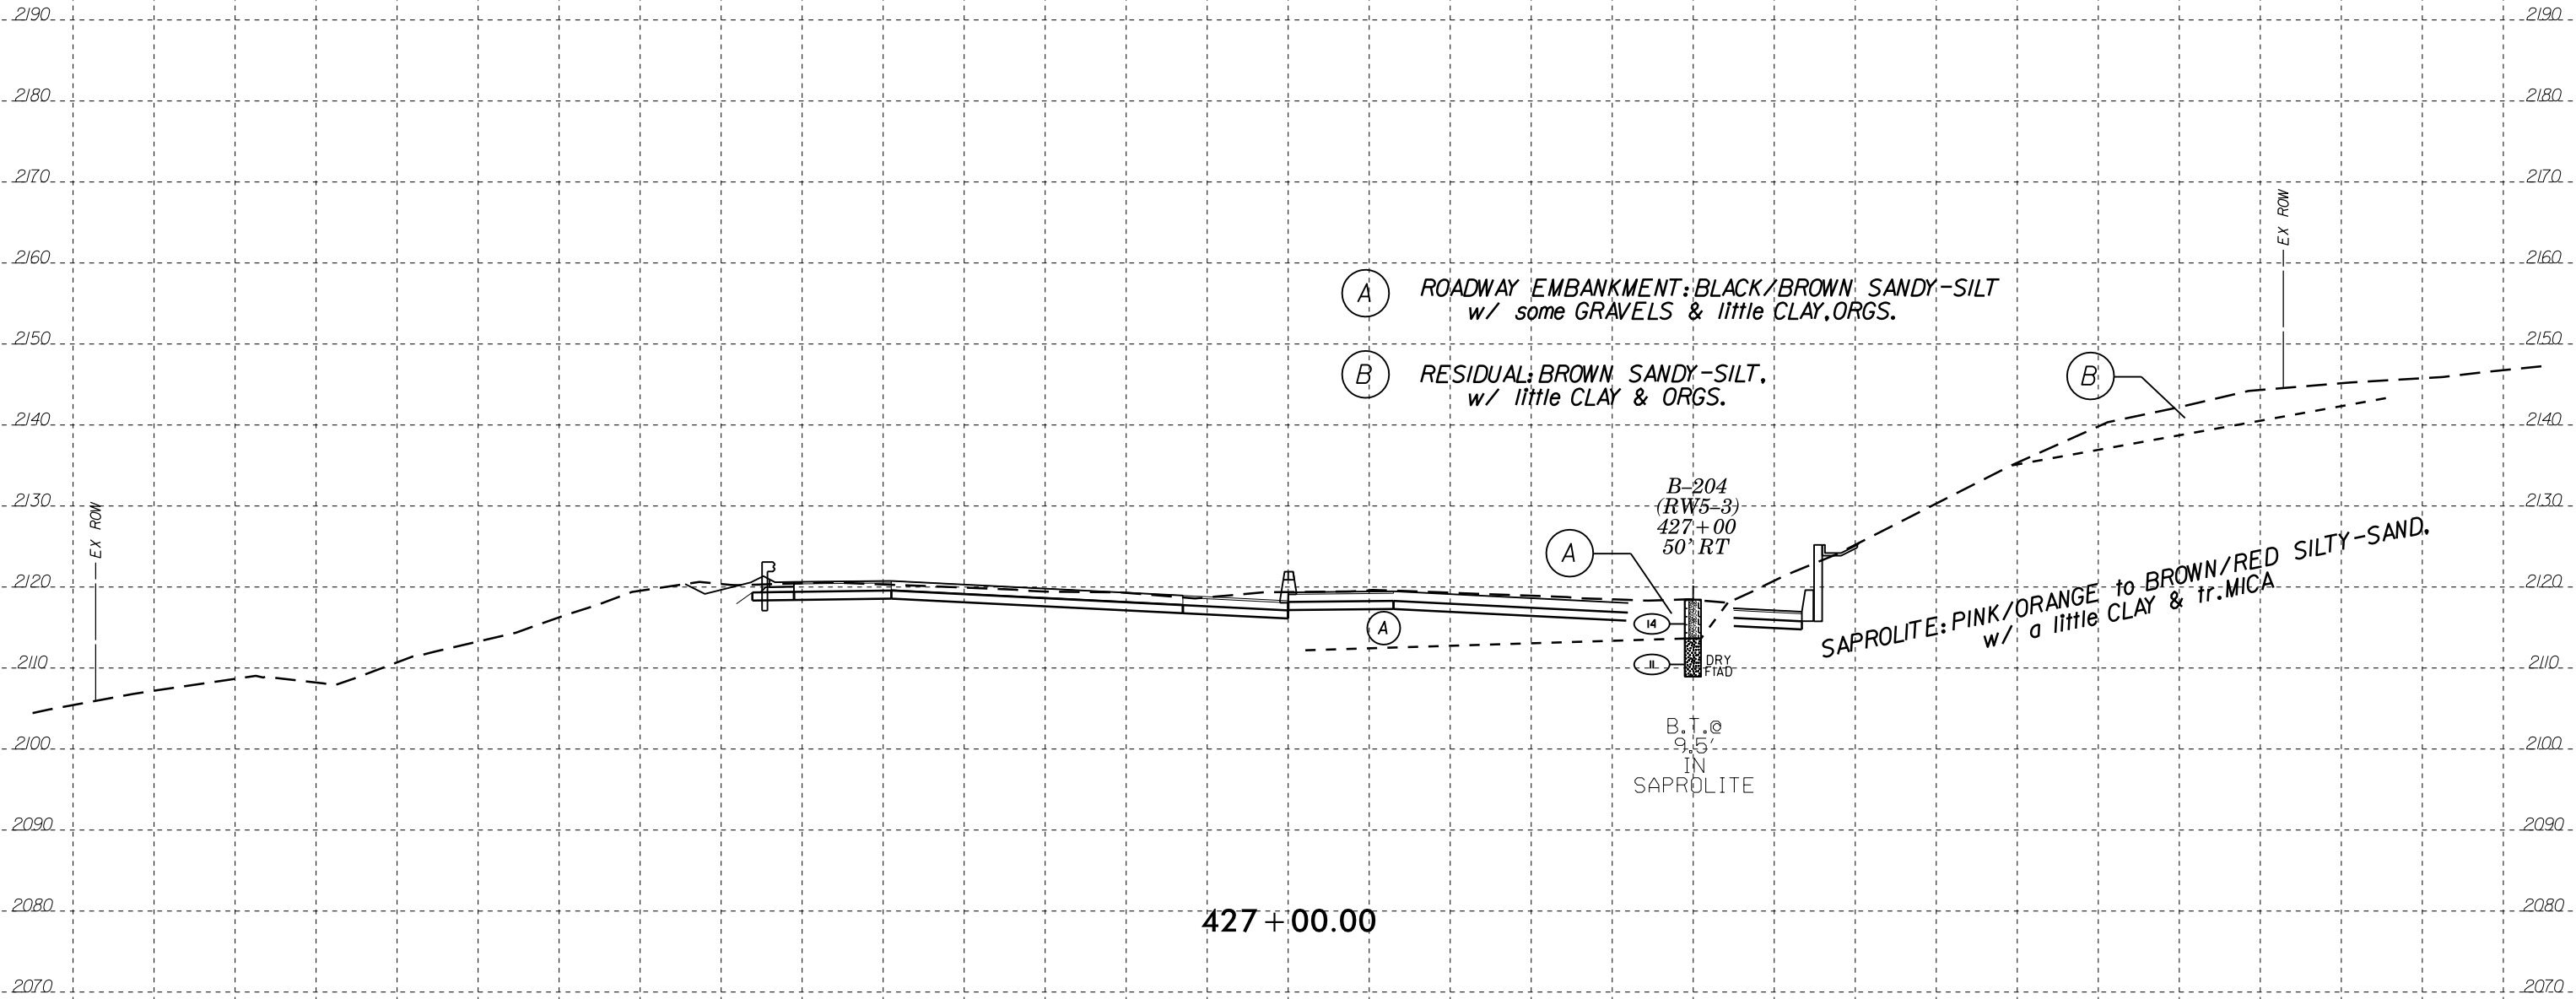 2190 2190
2180 2180
2170 2170
EX ROW
2160 2160
A ROADWAY EMBANKMENT: BLACK/BROWN SANDY-SILT
w/ some GRAVELS & little CLAY, ORGS.
2150 2150
B RESIDUAL: BROWN SANDY-SILT,
w/ little CLAY & ORGS.
B
2140 2140
2130 2130
EX ROW
B-204
(RW5-3)
427+00
50' RT
A
2120 2120
SAPROLITE: PINK/ORANGE to BROWN/RED SILTY-SAND,
w/ a little CLAY & tr. MICA
14
A
2110 2110
11
DRY
FIAD
B.T.@
9.5'
IN
SAPROLITE
2100 2100
2090 2090
2080 2080
427+00.00
2070 2070